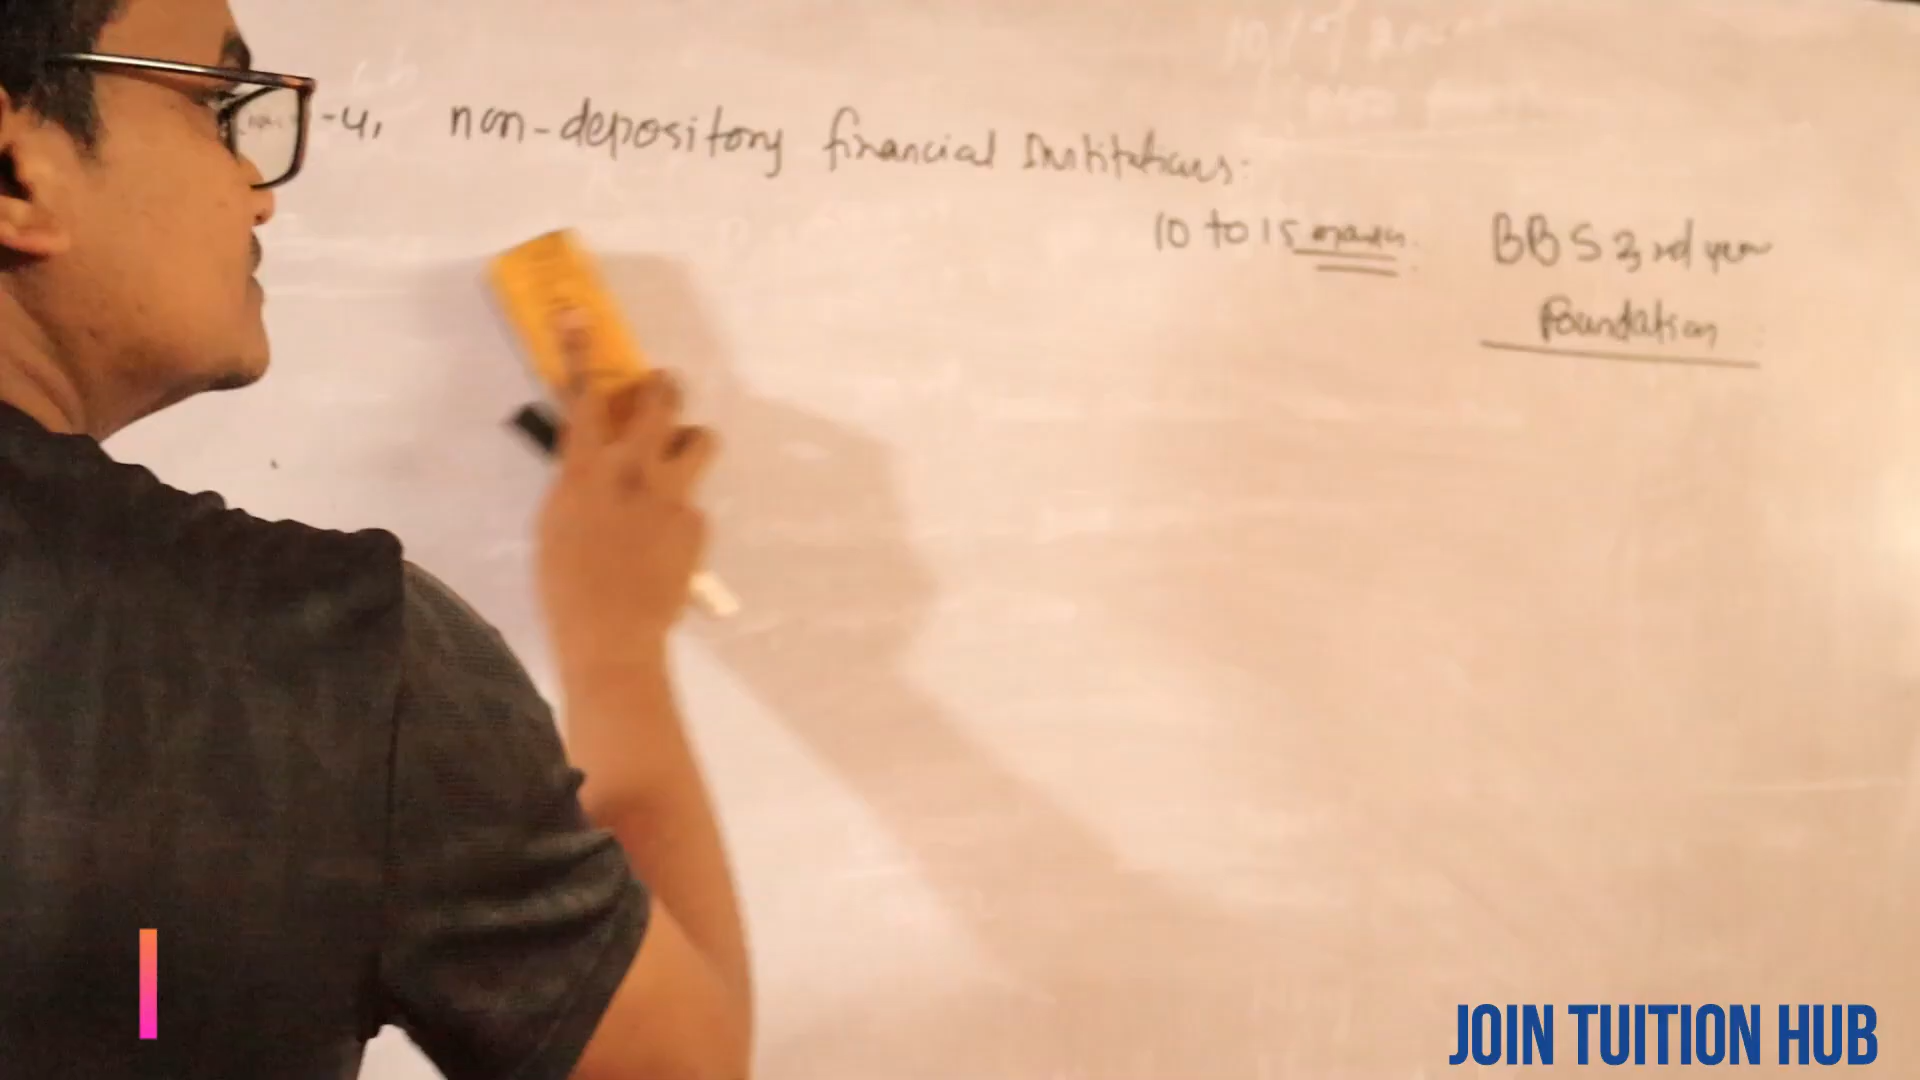 -4, non-depository financial Institutions:
10 to 15 marks.
BBS 3rd year
Foundation
JOIN TUITION HUB